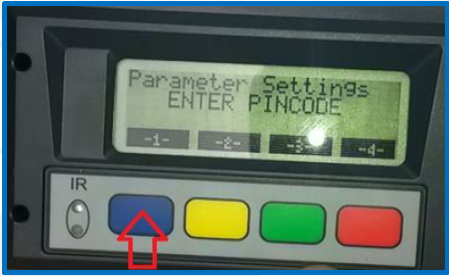 Parameter Settings
ENTER PINCODE
-1- -2- -3- -4-
IR